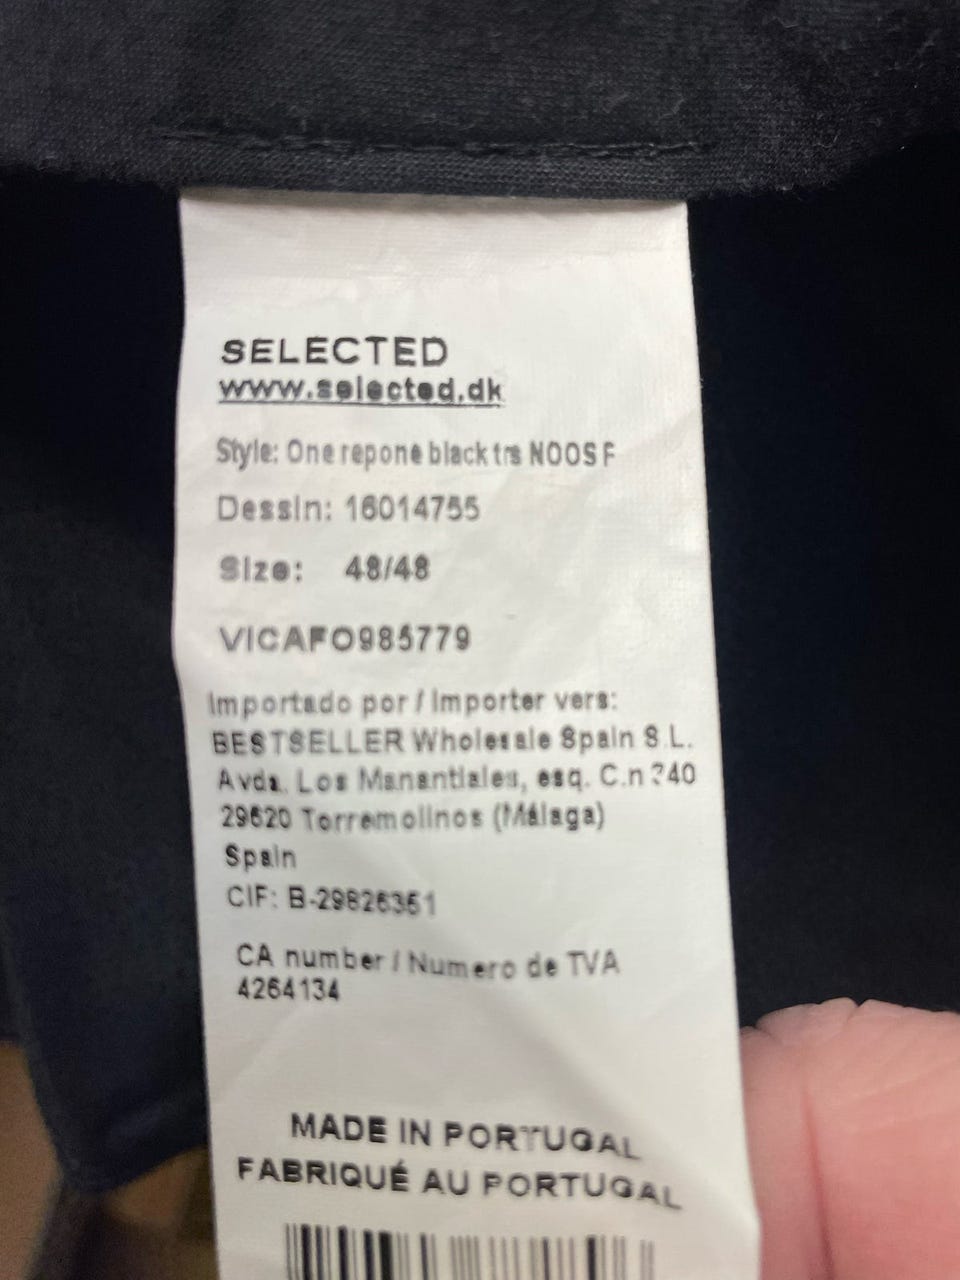 SELECTED
www.selected.dk
Style: One repone black trs NOOS F
Dessin: 16014755
Size: 48/48
VICAFO985779
Importado por / Importer vers:
BESTSELLER Wholesale Spain S.L.
Avda. Los Manantiales, esq. C.n 340
29620 Torremolinos (Málaga)
Spain
CIF: B-29826351
CA number / Numero de TVA
4264134
MADE IN PORTUGAL
FABRIQUÉ AU PORTUGAL